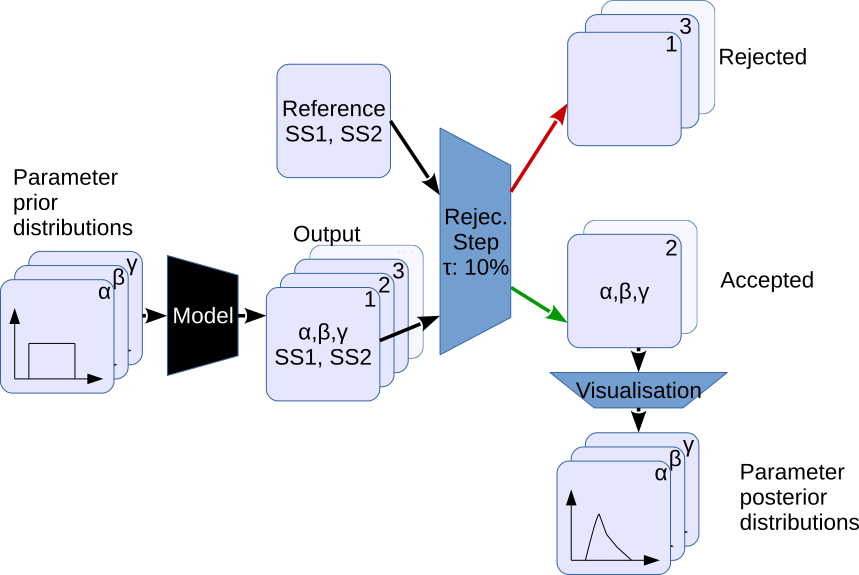 Parameter
prior
distributions
α
β
γ
Model
Reference
SS1, SS2
Output
1
2
3
α,β,γ
SS1, SS2
Rejec.
Step
τ: 10%
1
3
Rejected
2
α,β,γ
Accepted
Visualisation
α
β
γ
Parameter
posterior
distributions